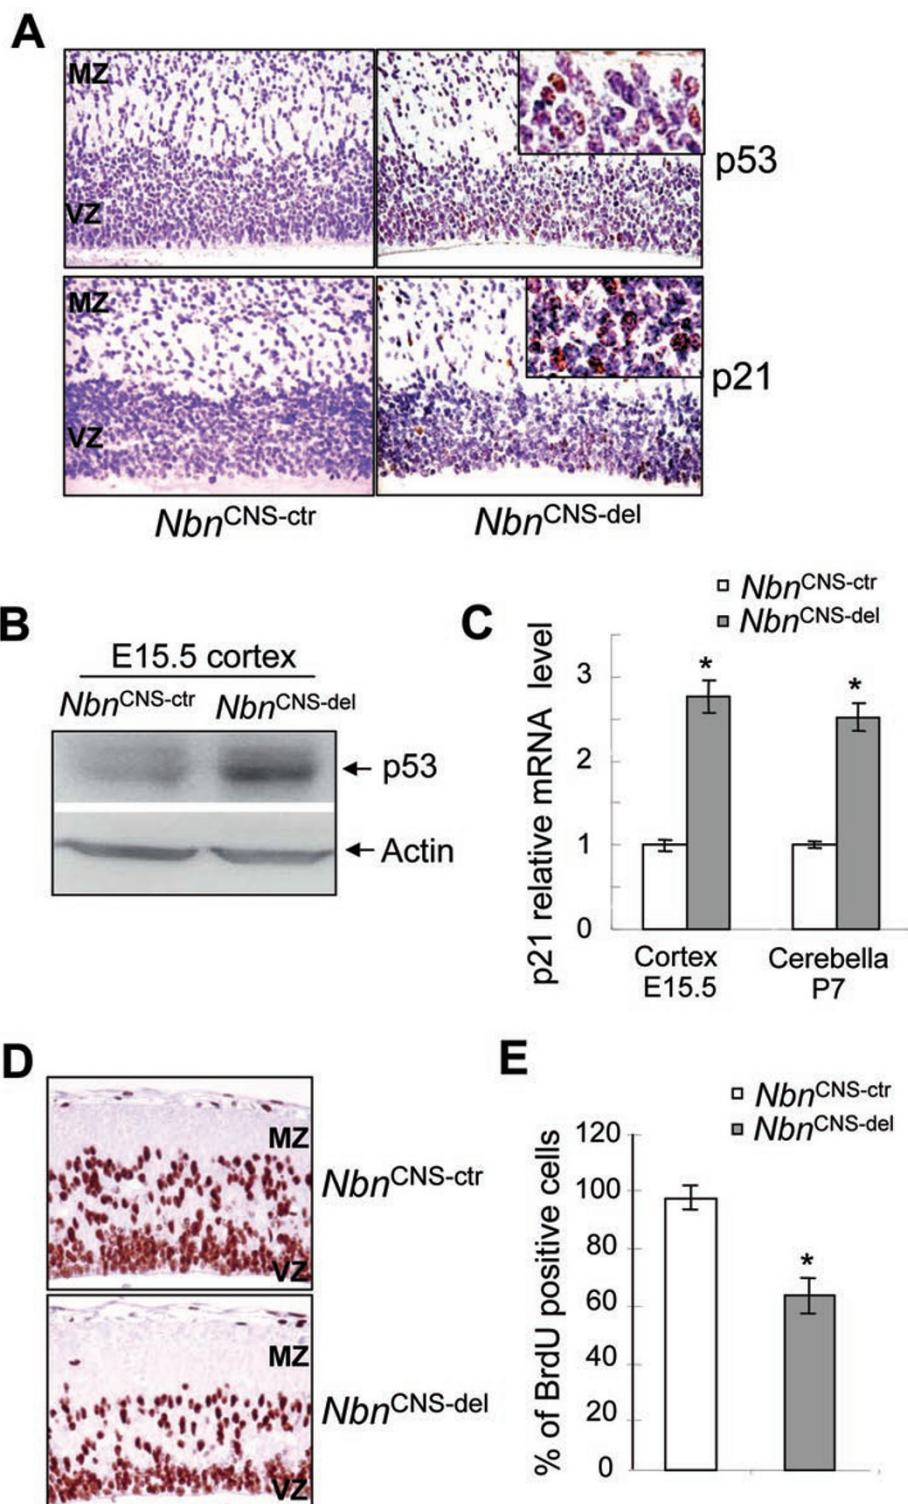 A
MZ
VZ
p53
MZ
VZ
p21
NbnCNS-ctr
NbnCNS-del
B
E15.5 cortex
NbnCNS-ctr NbnCNS-del
p53
Actin
C
NbnCNS-ctr
NbnCNS-del
p21 relative mRNA level
3
2
1
0
*
*
Cortex
E15.5
Cerebella
P7
D
MZ
VZ
NbnCNS-ctr
MZ
VZ
NbnCNS-del
E
NbnCNS-ctr
NbnCNS-del
% of BrdU positive cells
120
100
80
60
40
20
0
*